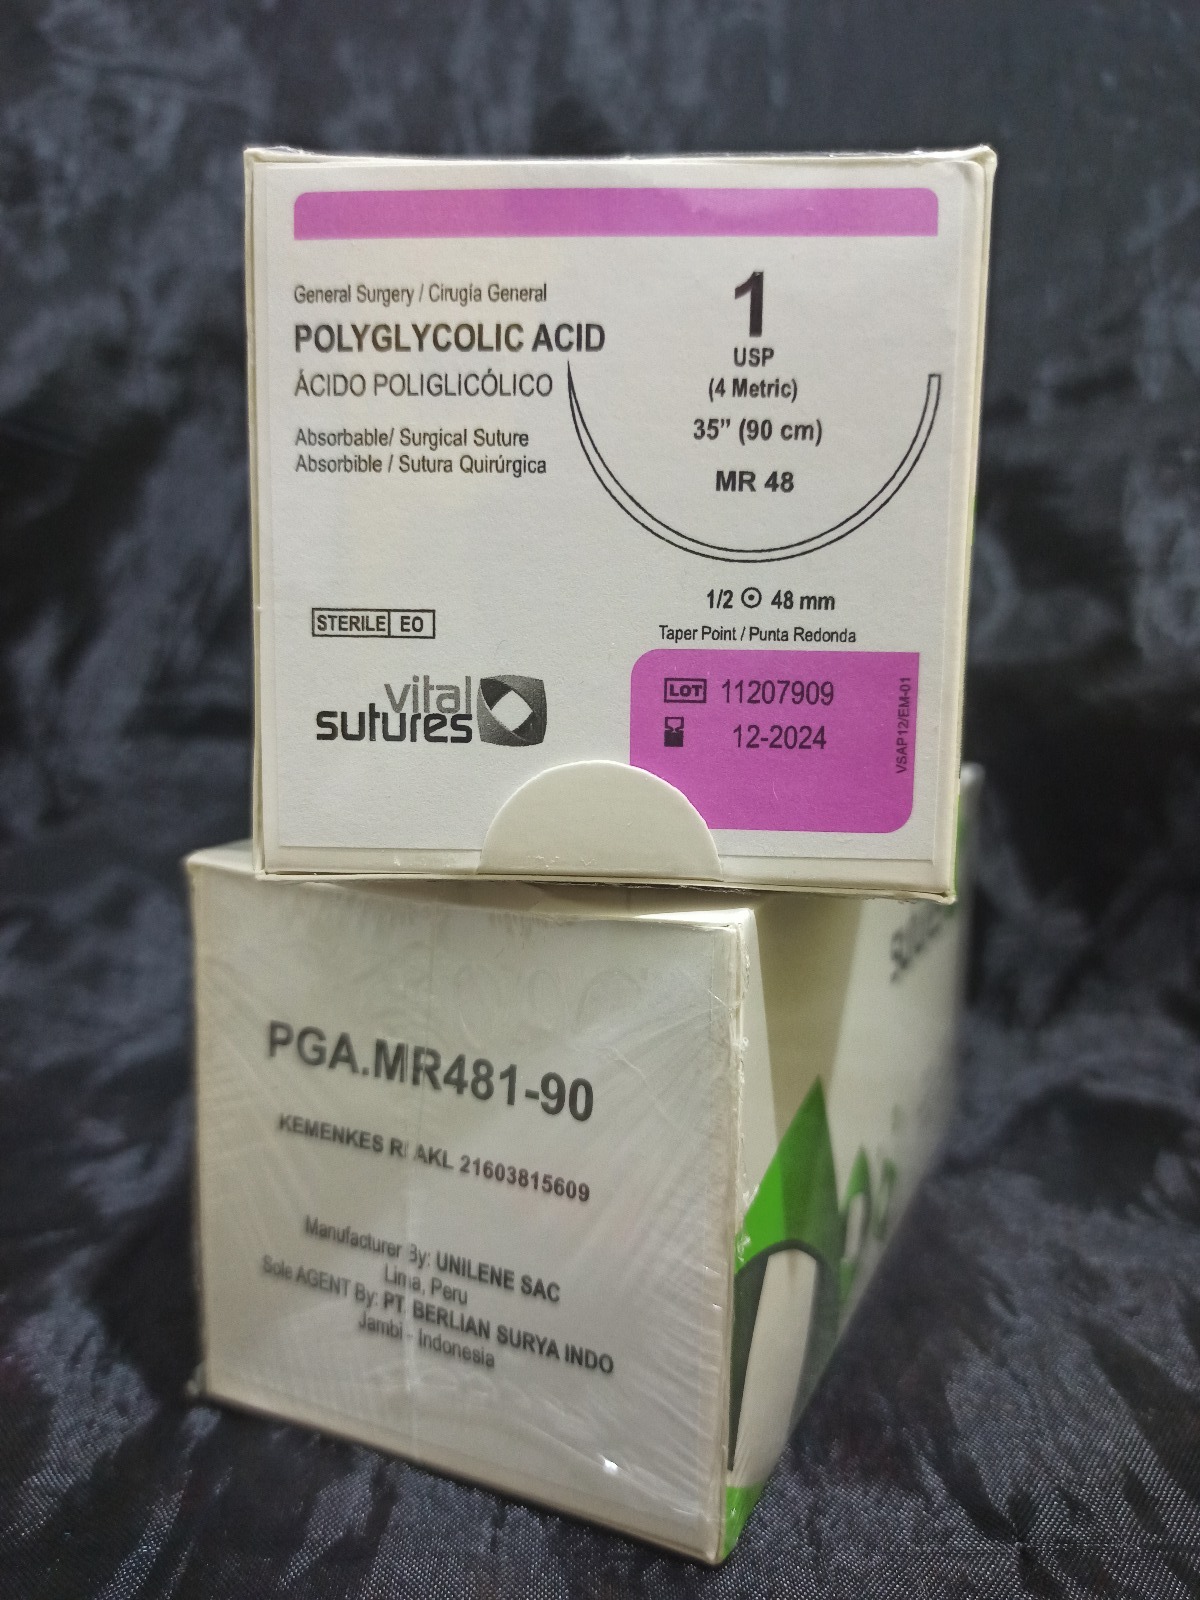 General Surgery / Cirugía General
POLYGLYCOLIC ACID
ÁCIDO POLIGLICÓLICO
Absorbable/ Surgical Suture
Absorbible / Sutura Quirúrgica
1
USP
(4 Metric)
35” (90 cm)
MR 48
1/2 48 mm
Taper Point / Punta Redonda
STERILE EO
vital
sutures
LOT 11207909
12-2024
VSAP12/EM-01
PGA.MR481-90
KEMENKES RI AKL 21603815609
Manufacturer By: UNILENE SAC
Lima, Peru
Sole AGENT By: PT. BERLIAN SURYA INDO
Jambi - Indonesia